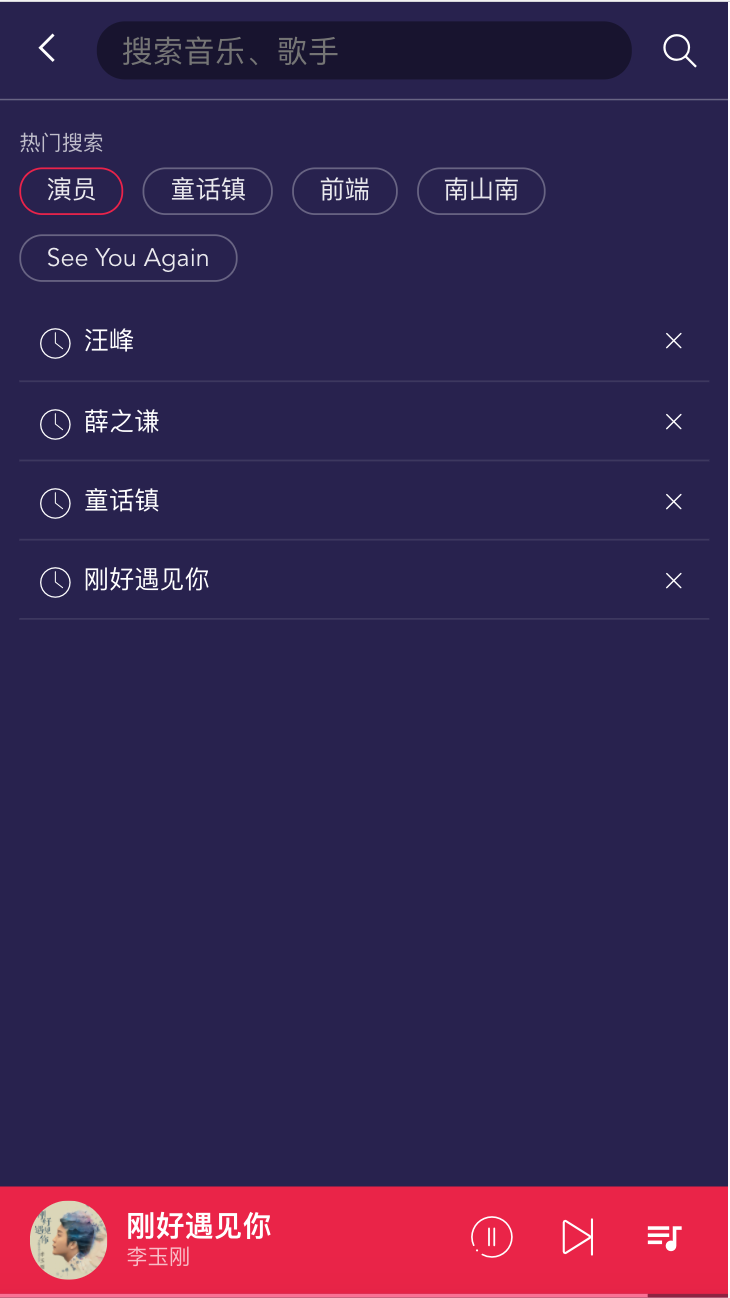 搜索音乐、歌手
热门搜索
演员 童话镇 前端 南山南
See You Again
汪峰
薛之谦
童话镇
刚好遇见你
刚好遇见你
李玉刚